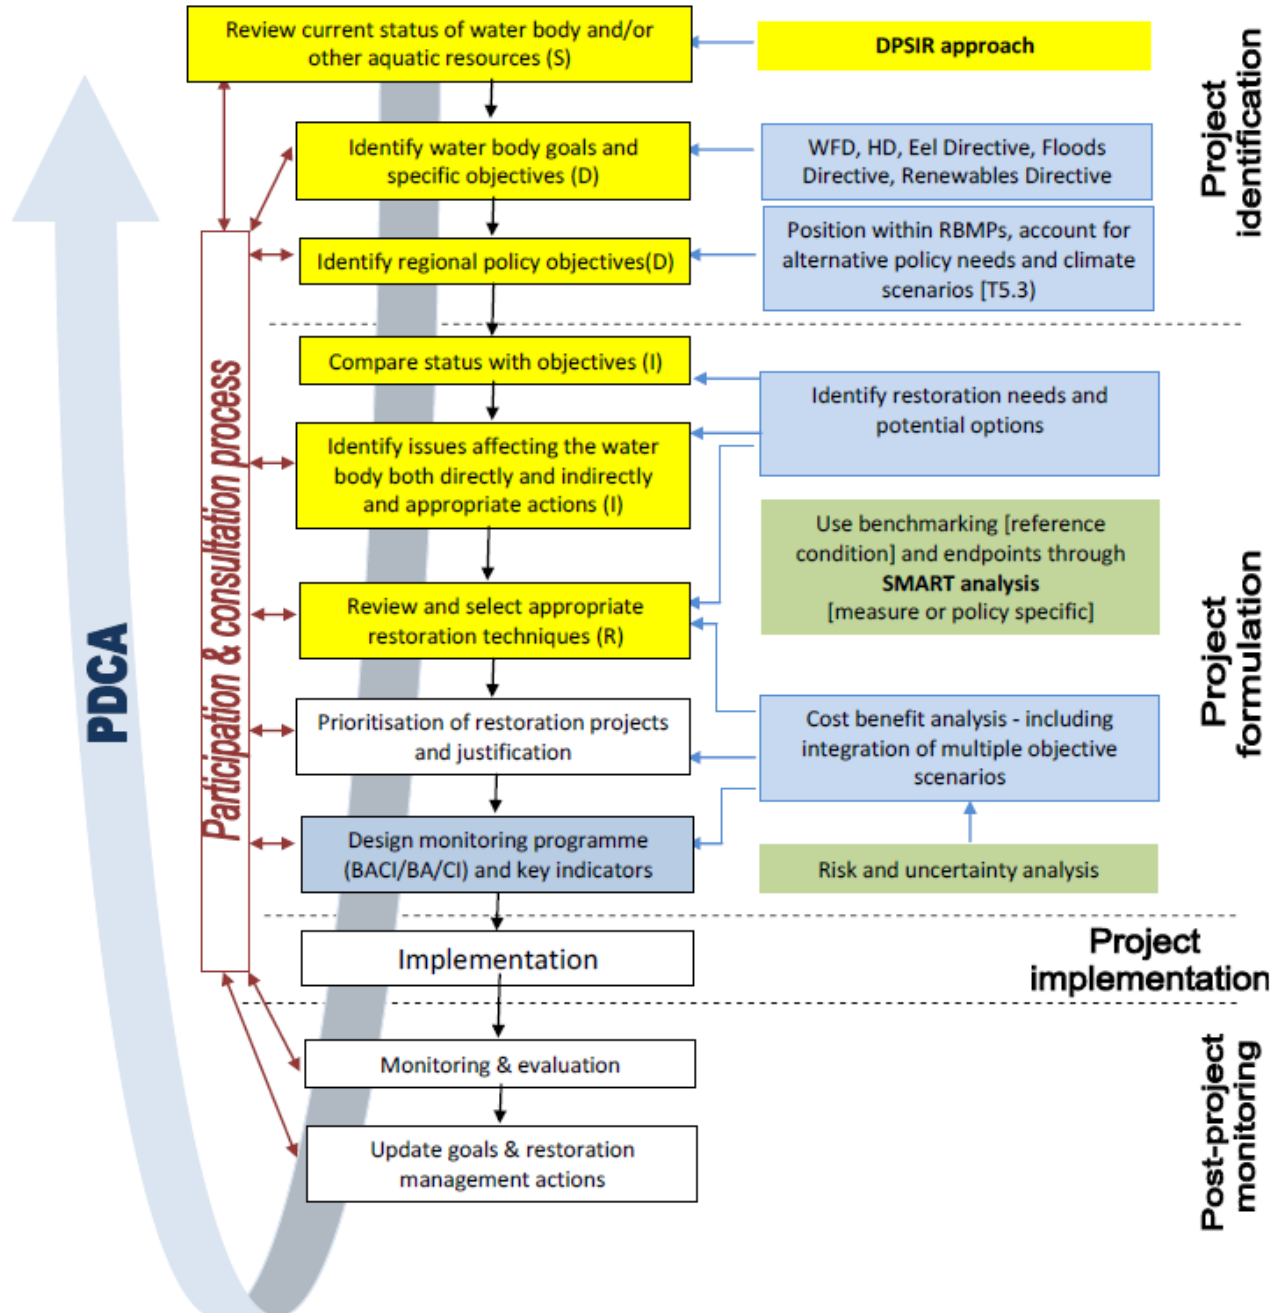 Review current status of water body and/or
other aquatic resources (S)
DPSIR approach
Identify water body goals and
specific objectives (D)
WFD, HD, Eel Directive, Floods
Directive, Renewables Directive
Identify regional policy objectives(D)
Position within RBMPs, account for
alternative policy needs and climate
scenarios [T5.3)
Project
identification
Compare status with objectives (I)
Identify restoration needs and
potential options
Identify issues affecting the water
body both directly and indirectly
and appropriate actions (I)
Use benchmarking [reference
condition] and endpoints through
SMART analysis
[measure or policy specific]
Review and select appropriate
restoration techniques (R)
Prioritisation of restoration projects
and justification
Cost benefit analysis - including
integration of multiple objective
scenarios
Design monitoring programme
(BACI/BA/CI) and key indicators
Risk and uncertainty analysis
Project
formulation
Implementation
Project
implementation
Monitoring & evaluation
Update goals & restoration
management actions
Post-project
monitoring
Participation & consultation process
PDCA